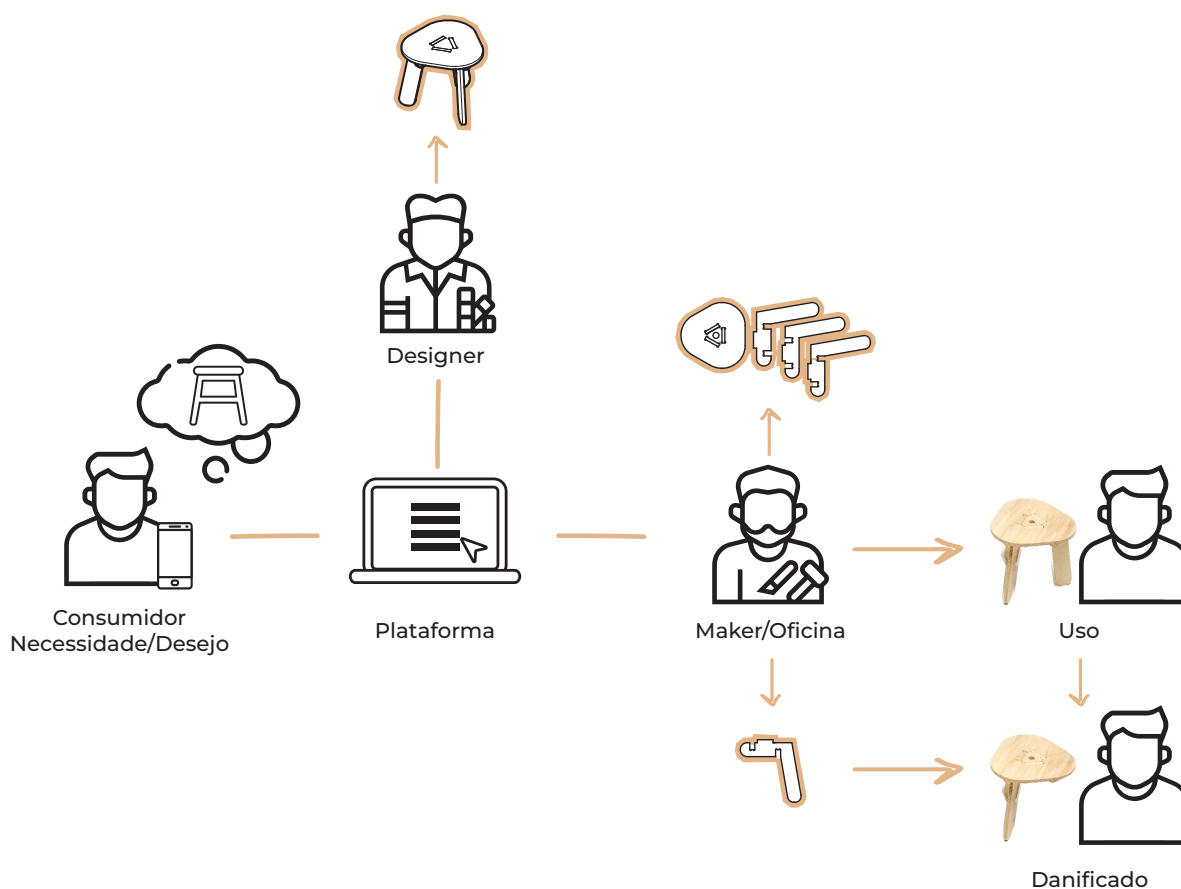 Designer
Consumidor
Necessidade/Desejo
Plataforma
Maker/Oficina
Uso
Danificado